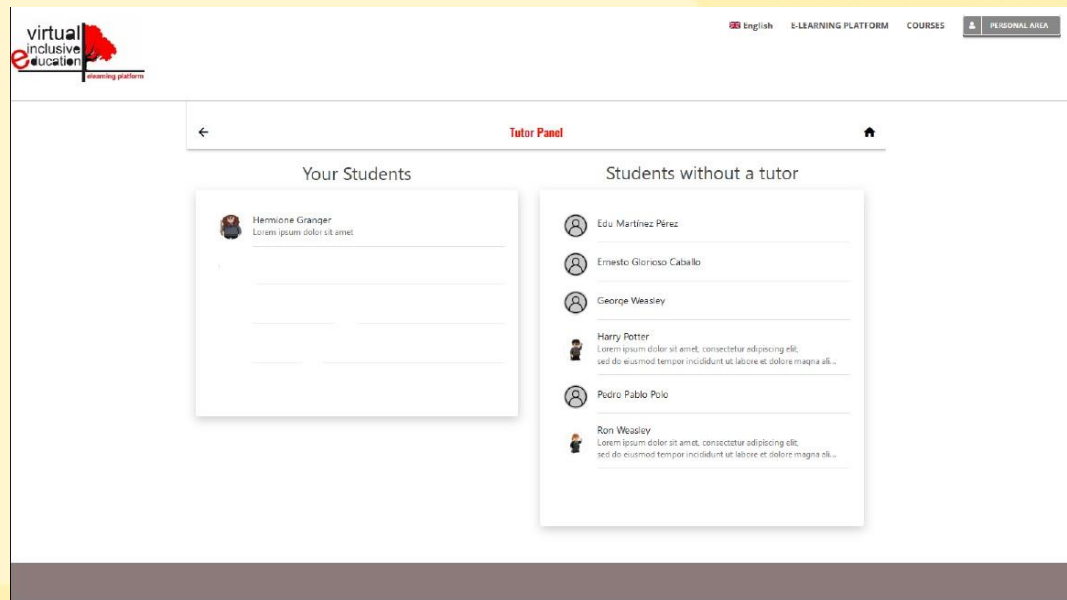 virtual
inclusive
education
elearning platform
English E-LEARNING PLATFORM COURSES PERSONAL AREA
Tutor Panel
Your Students
Hermione Granger
Lorem ipsum dolor sit amet
Students without a tutor
Edu Martínez Pérez
Ernesto Glorioso Caballo
George Weasley
Harry Potter
Lorem ipsum dolor sit amet, consectetur adipiscing elit,
sed do eiusmod tempor incididunt ut labore et dolore magna ali...
Pedro Pablo Polo
Ron Weasley
Lorem ipsum dolor sit amet, consectetur adipiscing elit,
sed do eiusmod tempor incididunt ut labore et dolore magna ali...